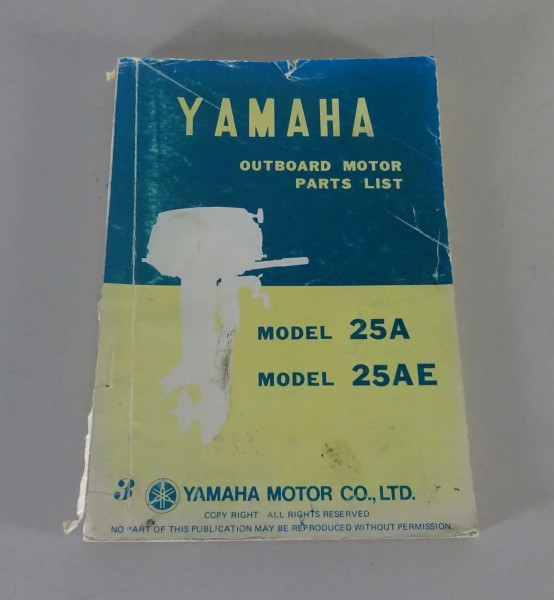 YAMAHA
OUTBOARD MOTOR
PARTS LIST
MODEL 25A
MODEL 25AE
3 YAMAHA MOTOR CO., LTD.
COPY RIGHT: ALL RIGHTS RESERVED
NO PART OF THIS PUBLICATION MAY BE REPRODUCED WITHOUT PERMISSION.